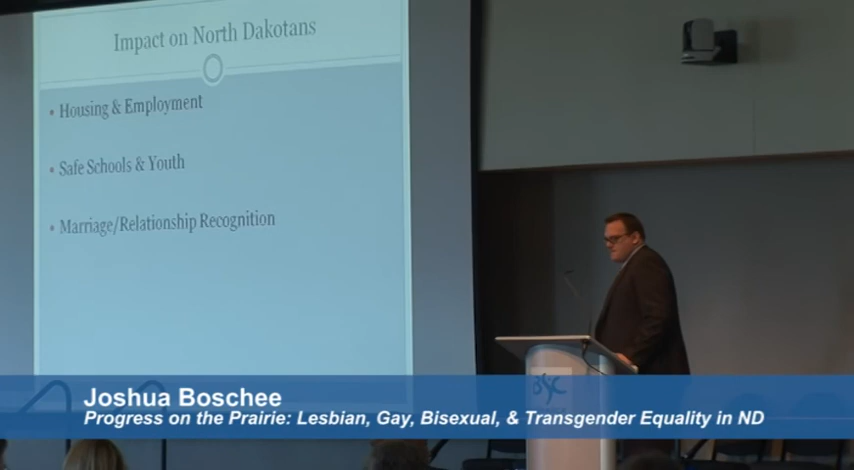 Impact on North Dakotans
• Housing & Employment
• Safe Schools & Youth
• Marriage/Relationship Recognition
BSC
Joshua Boschee
Progress on the Prairie: Lesbian, Gay, Bisexual, & Transgender Equality in ND